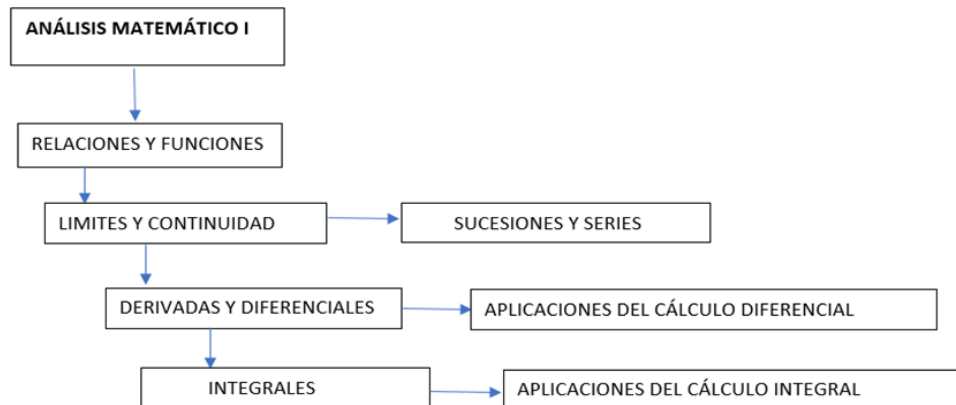 ANÁLISIS MATEMÁTICO I
RELACIONES Y FUNCIONES
LIMITES Y CONTINUIDAD
SUCESIONES Y SERIES
DERIVADAS Y DIFERENCIALES
APLICACIONES DEL CÁLCULO DIFERENCIAL
INTEGRALES
APLICACIONES DEL CÁLCULO INTEGRAL